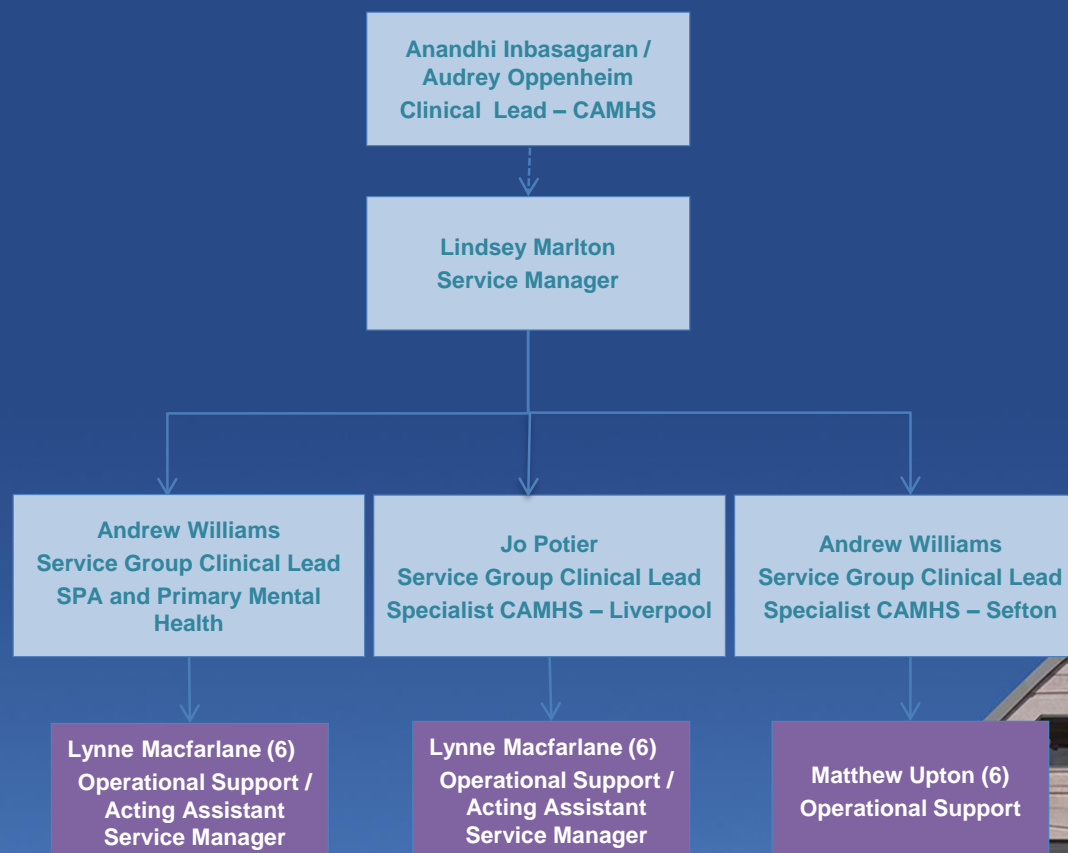 Anandhi Inbasagaran /
Audrey Oppenheim
Clinical Lead – CAMHS
Lindsey Marlton
Service Manager
Andrew Williams
Service Group Clinical Lead
SPA and Primary Mental
Health
Jo Potier
Service Group Clinical Lead
Specialist CAMHS – Liverpool
Andrew Williams
Service Group Clinical Lead
Specialist CAMHS – Sefton
Lynne Macfarlane (6)
Operational Support /
Acting Assistant
Service Manager
Lynne Macfarlane (6)
Operational Support /
Acting Assistant
Service Manager
Matthew Upton (6)
Operational Support